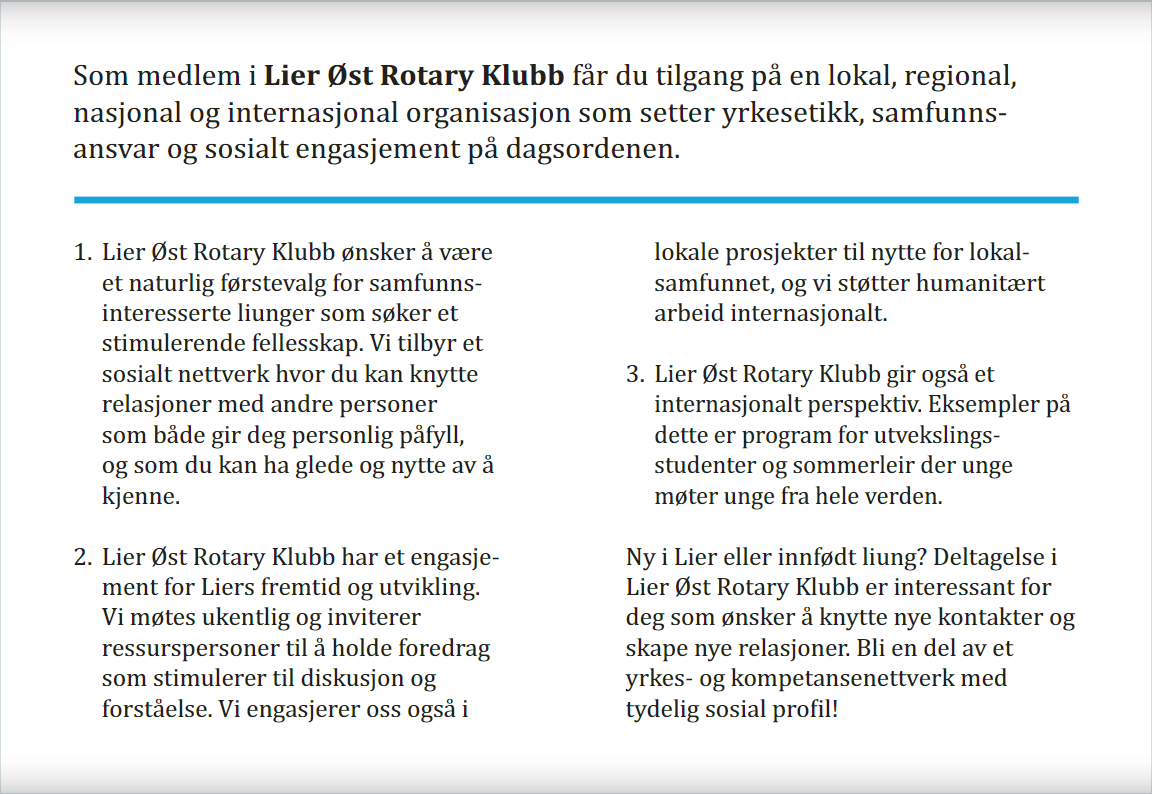 Som medlem i Lier Øst Rotary Klubb får du tilgang på en lokal, regional,
nasjonal og internasjonal organisasjon som setter yrkesetikk, samfunns-
ansvar og sosialt engasjement på dagsordenen.
1. Lier Øst Rotary Klubb ønsker å være
et naturlig førstevalg for samfunns-
interesserte liunger som søker et
stimulerende fellesskap. Vi tilbyr et
sosialt nettverk hvor du kan knytte
relasjoner med andre personer
som både gir deg personlig påfyll,
og som du kan ha glede og nytte av å
kjenne.
2. Lier Øst Rotary Klubb har et engasje-
ment for Liers fremtid og utvikling.
Vi møtes ukentlig og inviterer
ressurspersoner til å holde foredrag
som stimulerer til diskusjon og
forståelse. Vi engasjerer oss også i
lokale prosjekter til nytte for lokal-
samfunnet, og vi støtter humanitært
arbeid internasjonalt.
3. Lier Øst Rotary Klubb gir også et
internasjonalt perspektiv. Eksempler på
dette er program for utvekslings-
studenter og sommerleir der unge
møter unge fra hele verden.
Ny i Lier eller innfødt liung? Deltagelse i
Lier Øst Rotary Klubb er interessant for
deg som ønsker å knytte nye kontakter og
skape nye relasjoner. Bli en del av et
yrkes- og kompetansenettverk med
tydelig sosial profil!